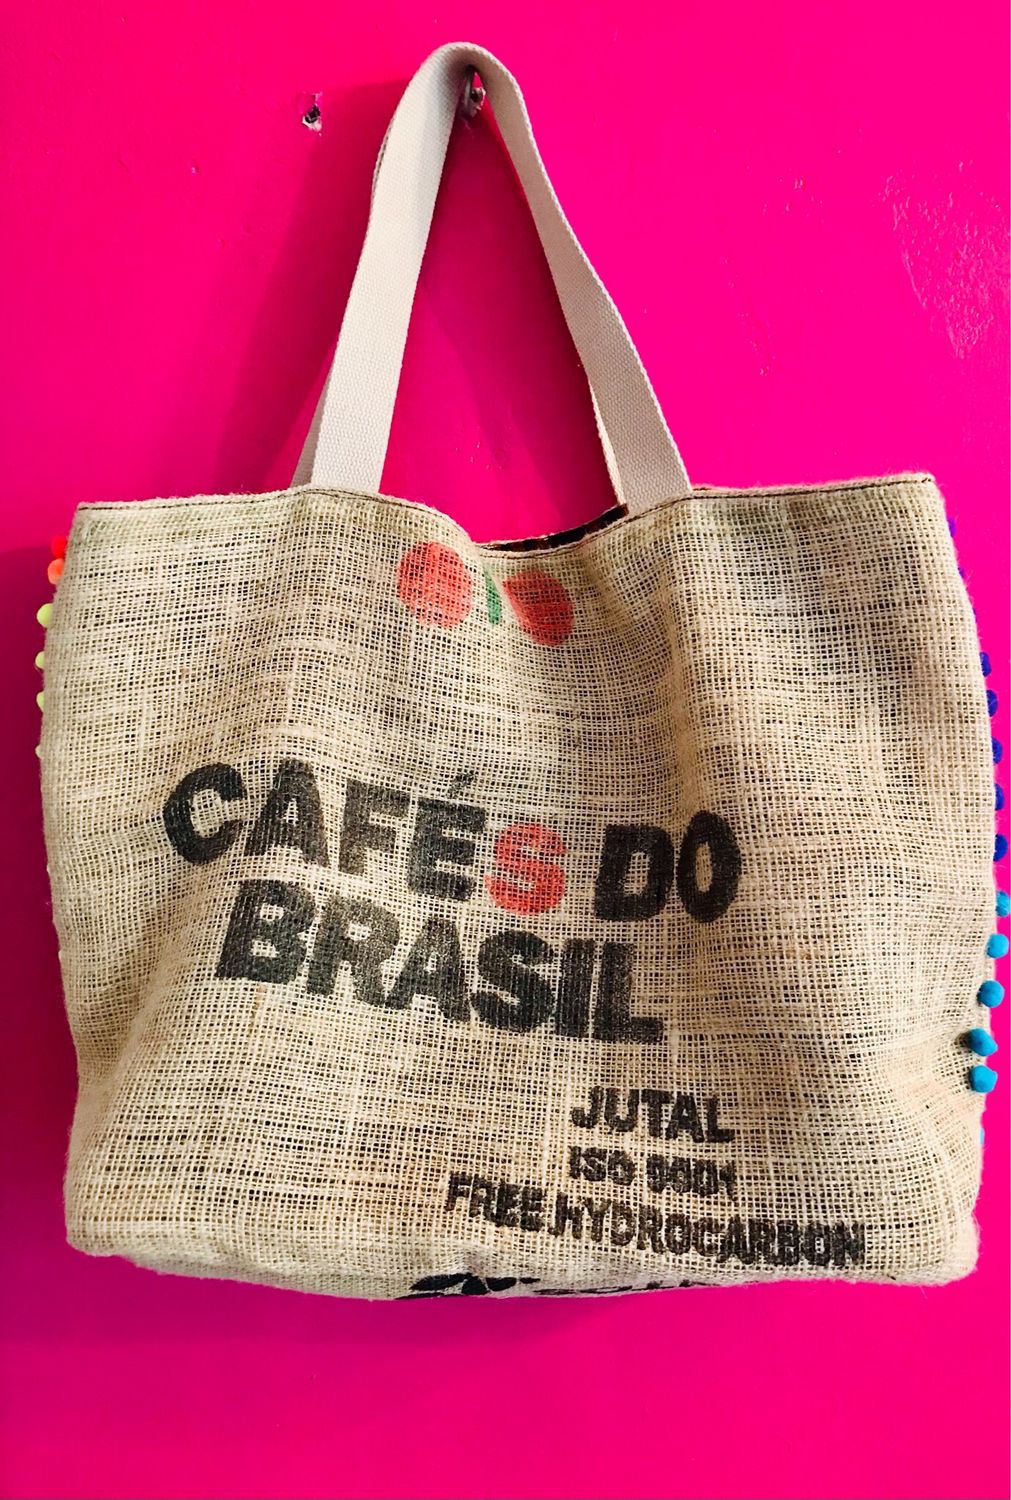 CAFÉS DO
BRASIL
JUTAL
ISO 9001
FREE HYDROCARBON